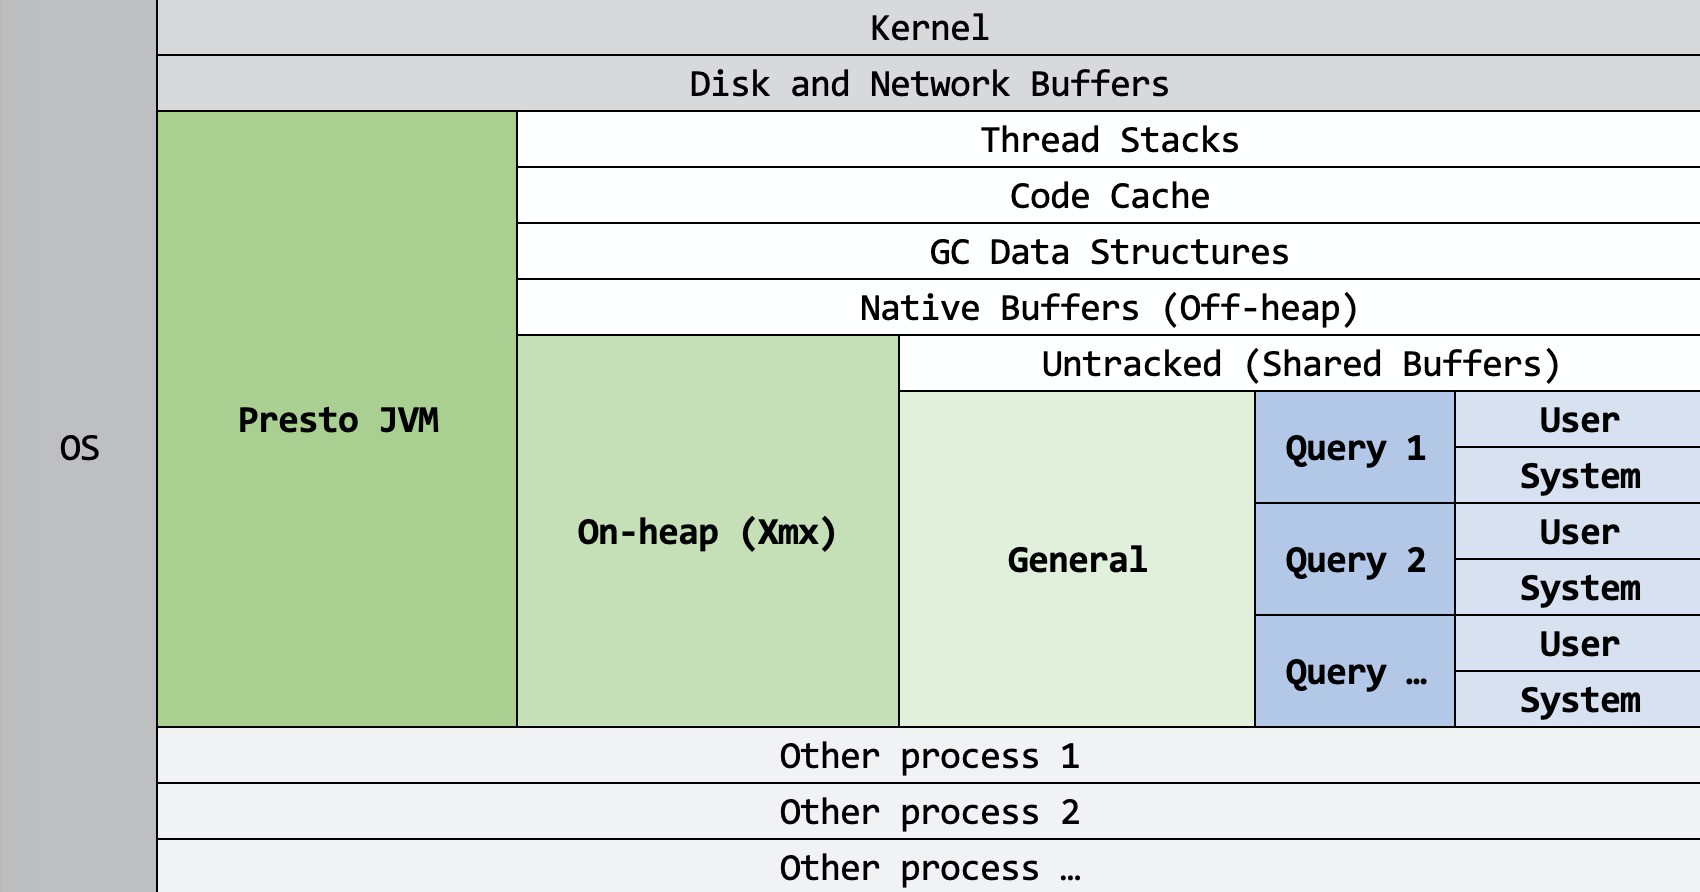 Kernel
Disk and Network Buffers
Thread Stacks
Code Cache
GC Data Structures
Native Buffers (Off-heap)
Untracked (Shared Buffers)
OS
Presto JVM
On-heap (Xmx)
General
Query 1
User
System
Query 2
User
System
Query …
User
System
Other process 1
Other process 2
Other process …